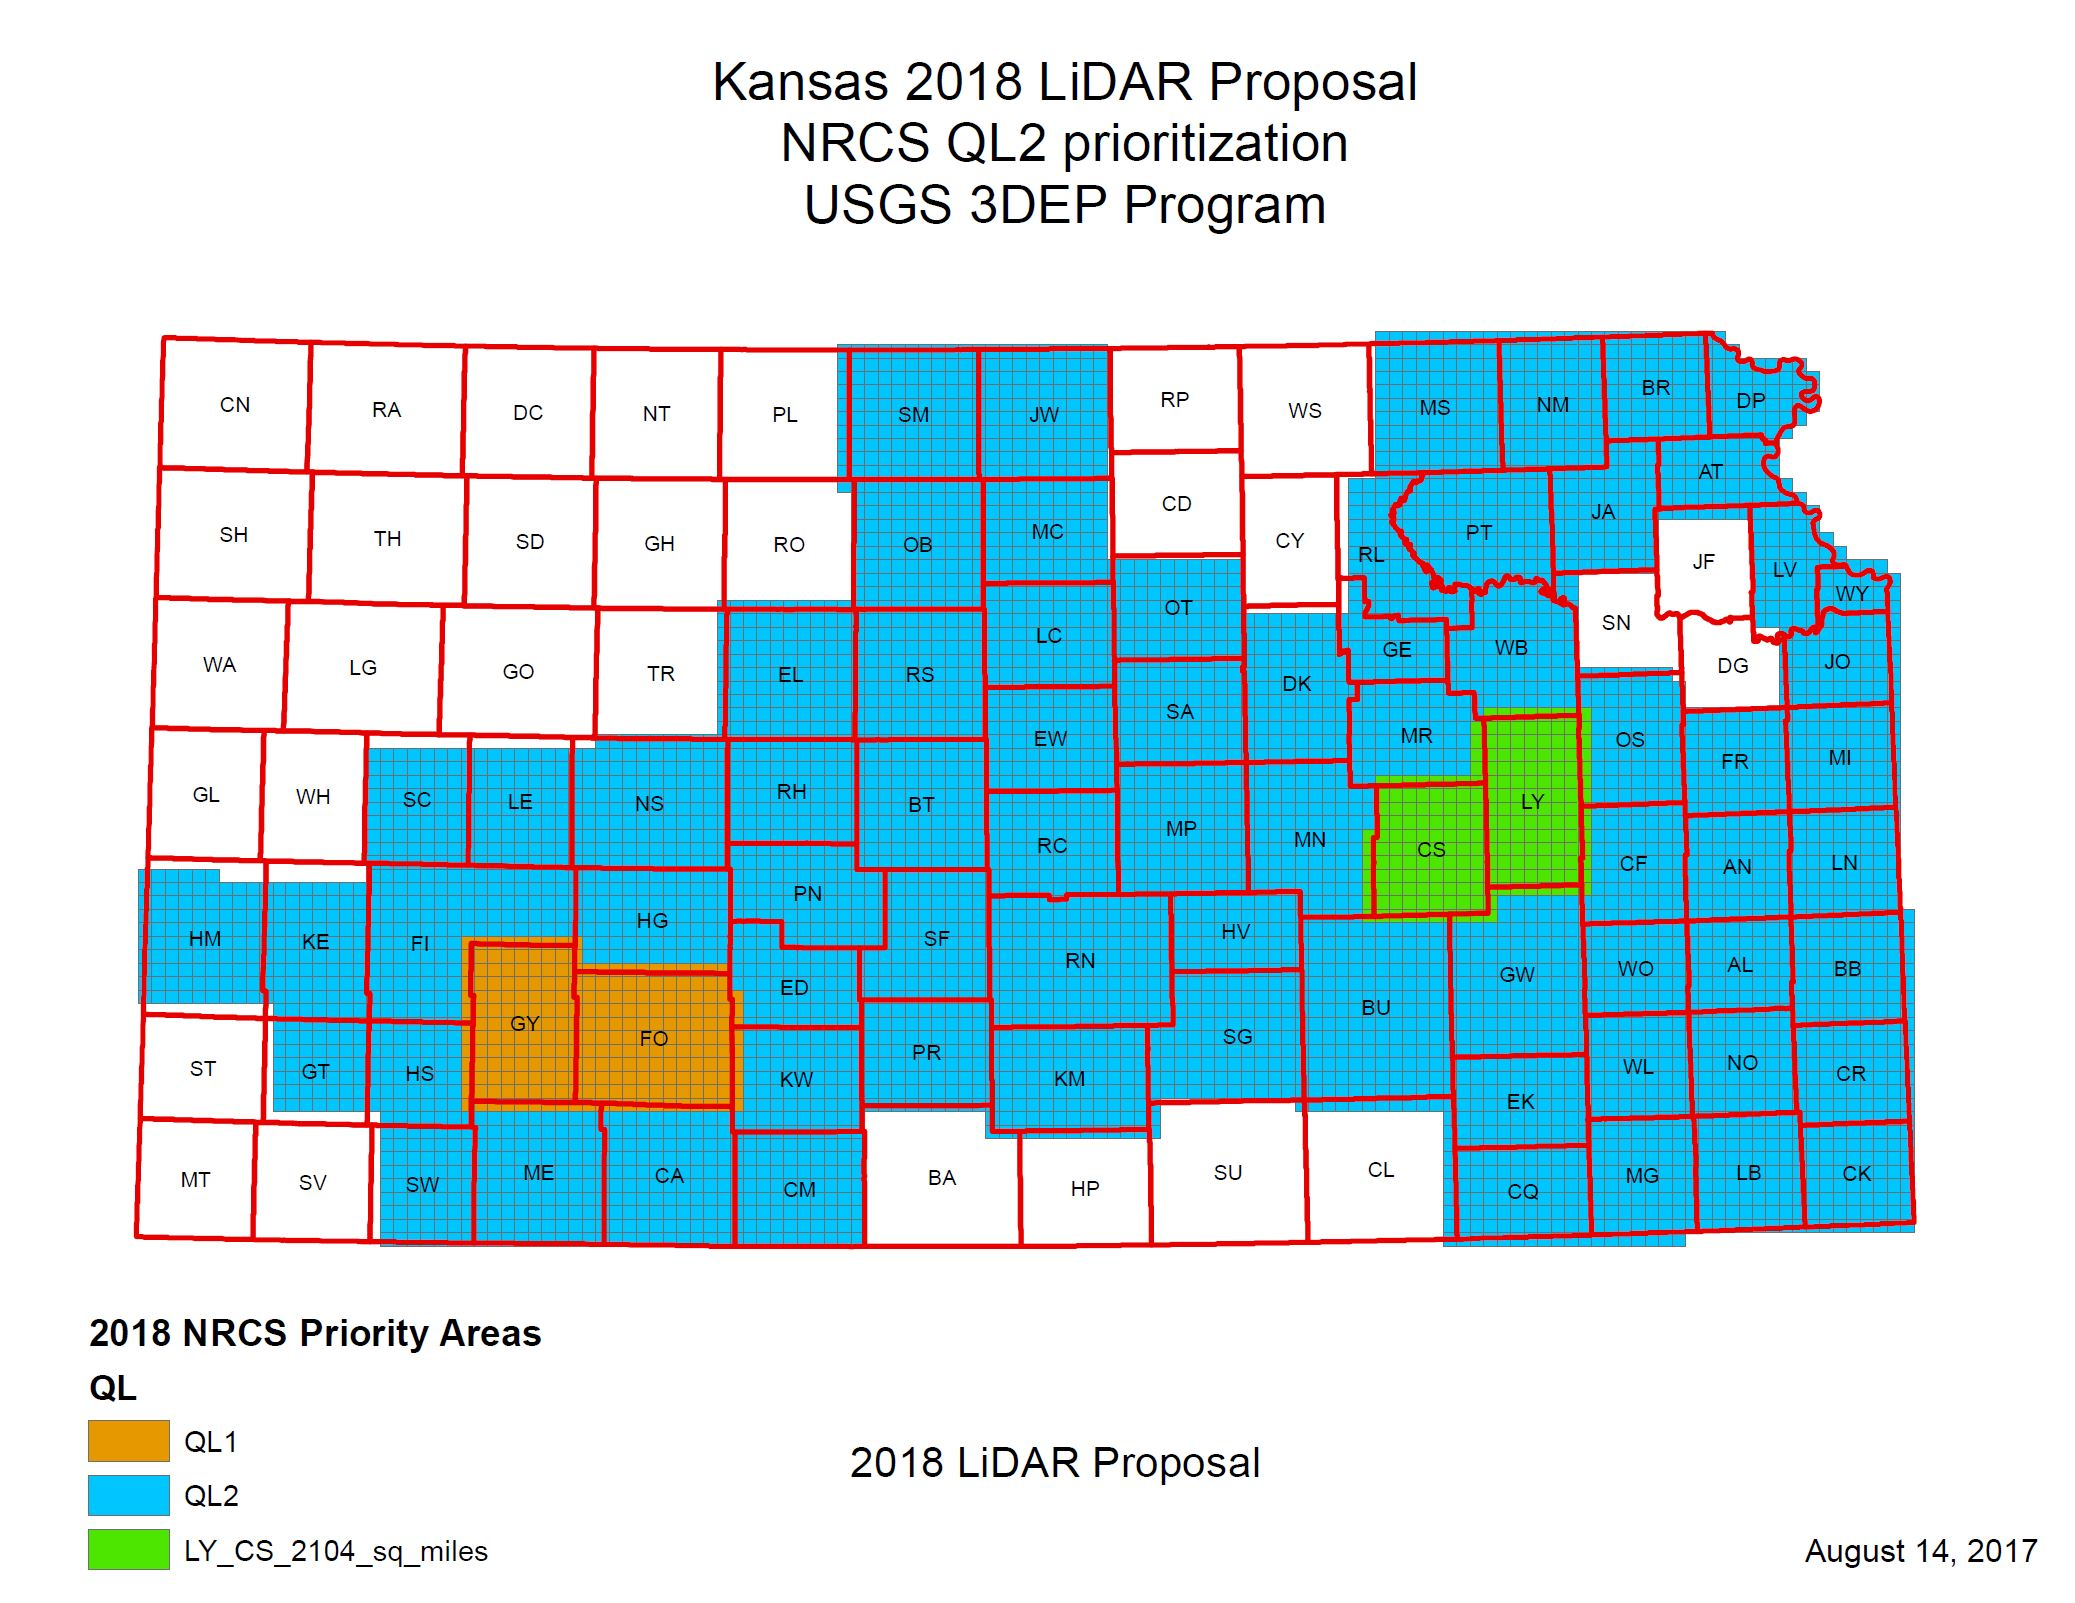 Kansas 2018 LiDAR Proposal
NRCS QL2 prioritization
USGS 3DEP Program
CN RA DC NT PL SM JW RP WS MS NM BR DP
SH TH SD GH RO OB MC CD CY RL PT JA AT JF LV WY
WA LG GO TR EL RS LC OT DK GE WB SN DG JO
GL WH SC LE NS RH BT EW SA MR LY OS FR MI
RC MP MN CS CF AN LN
HM KE FI HG PN SF RN HV GW WO AL BB
GY FO ED BU
ST GT HS KW PR KM SG EK WL NO CR
MT SV SW ME CA CM BA HP SU CL CQ MG LB CK
2018 NRCS Priority Areas
QL
QL1
QL2
LY_CS_2104_sq_miles
2018 LiDAR Proposal
August 14, 2017